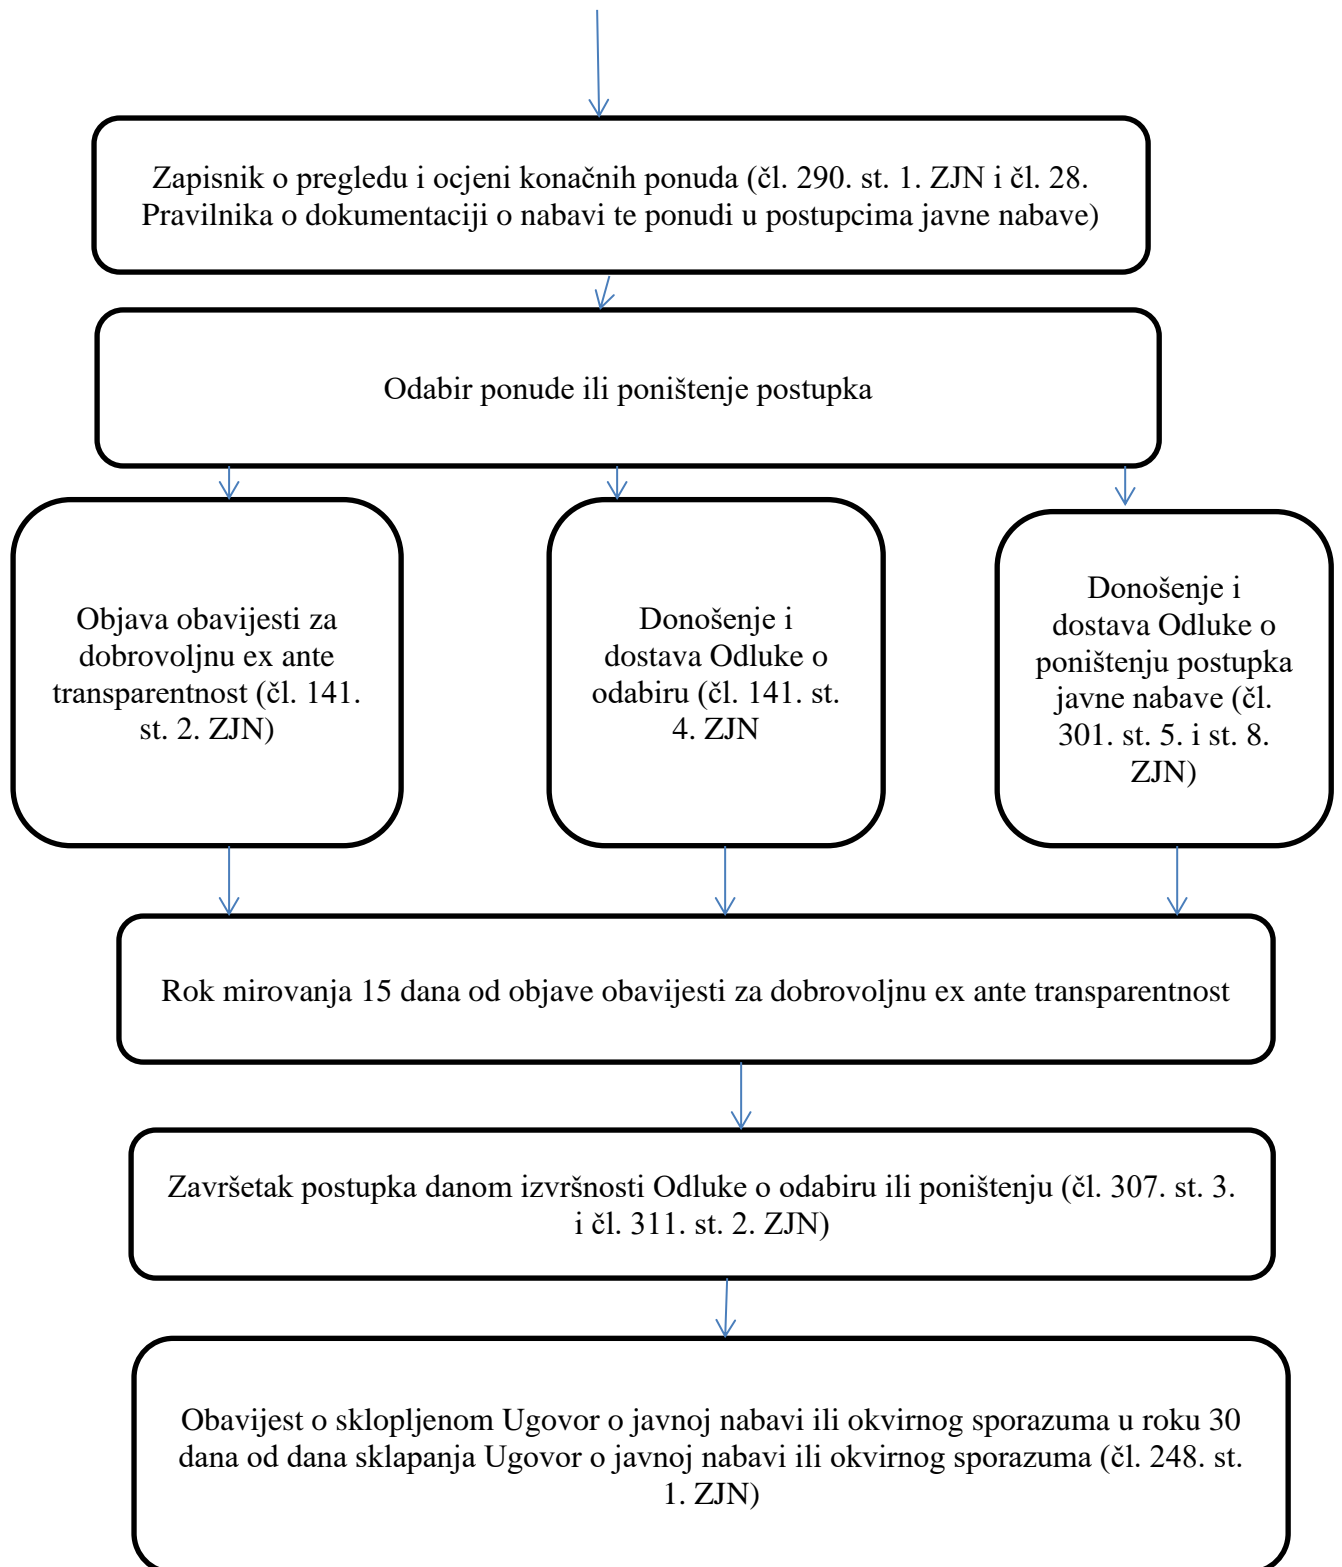 Zapisnik o pregledu i ocjeni konačnih ponuda (čl. 290. st. 1. ZJN i čl. 28.
Pravilnika o dokumentaciji o nabavi te ponudi u postupcima javne nabave)
Odabir ponude ili poništenje postupka
Objava obavijesti za
dobrovoljnu ex ante
transparentnost (čl. 141.
st. 2. ZJN)
Donošenje i
dostava Odluke o
odabiru (čl. 141. st.
4. ZJN
Donošenje i
dostava Odluke o
poništenju postupka
javne nabave (čl.
301. st. 5. i st. 8.
ZJN)
Rok mirovanja 15 dana od objave obavijesti za dobrovoljnu ex ante transparentnost
Završetak postupka danom izvršnosti Odluke o odabiru ili poništenju (čl. 307. st. 3.
i čl. 311. st. 2. ZJN)
Obavijest o sklopljenom Ugovor o javnoj nabavi ili okvirnog sporazuma u roku 30
dana od dana sklapanja Ugovor o javnoj nabavi ili okvirnog sporazuma (čl. 248. st.
1. ZJN)